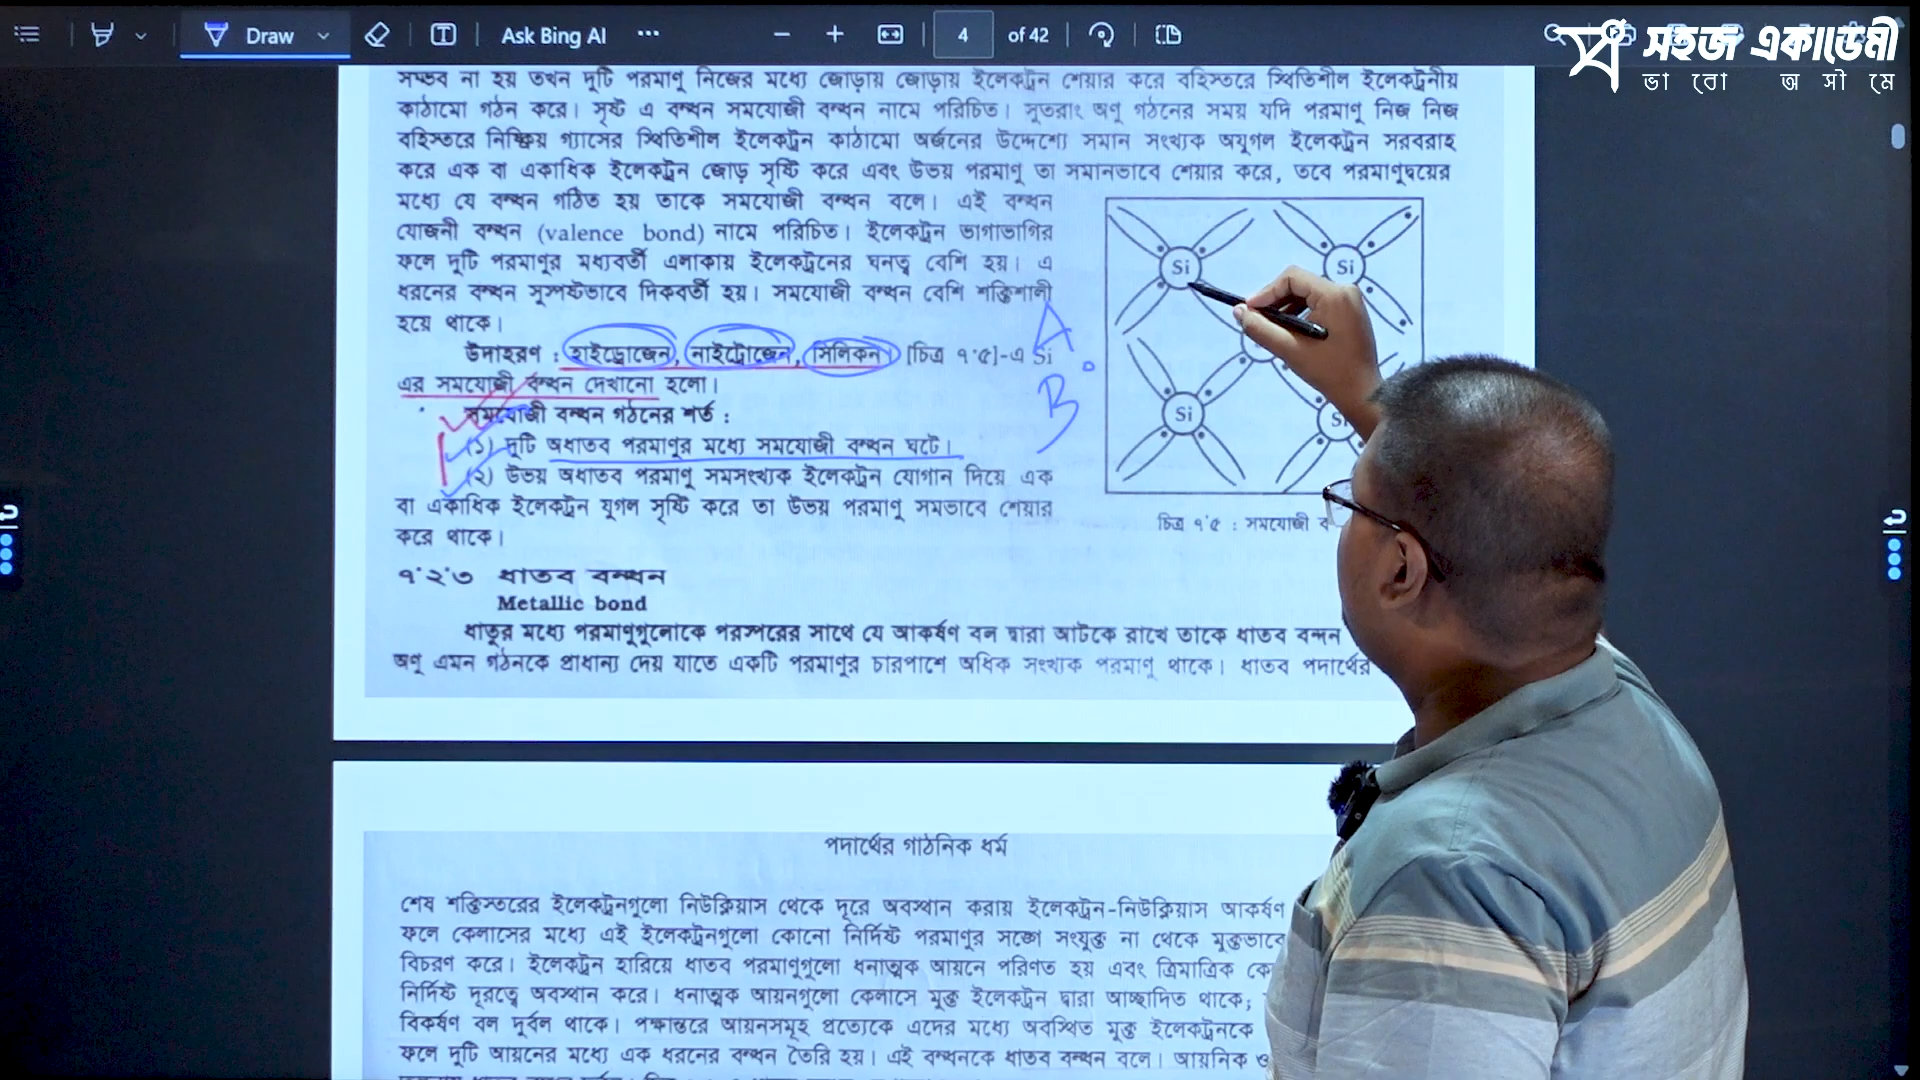 Draw
Ask Bing AI
4 of 42
সহজ একাডেমী
ভাবো অসীমে
সম্ভব না হয় তখন দুটি পরমাণু নিজের মধ্যে জোড়ায় জোড়ায় ইলেকট্রন শেয়ার করে বহিস্তরে স্থিতিশীল ইলেকট্রনীয়
কাঠামো গঠন করে। সৃষ্ট এ বন্ধন সমযোজী বন্ধন নামে পরিচিত। সুতরাং অণু গঠনের সময় যদি পরমাণু নিজ নিজ
বহিস্তরে নিষ্ক্রিয় গ্যাসের স্থিতিশীল ইলেকট্রন কাঠামো অর্জনের উদ্দেশ্যে সমান সংখ্যক অযুগল ইলেকট্রন সরবরাহ
করে এক বা একাধিক ইলেকট্রন জোড় সৃষ্টি করে এবং উভয় পরমাণু তা সমানভাবে শেয়ার করে, তবে পরমাণুদ্বয়ের
মধ্যে যে বন্ধন গঠিত হয় তাকে সমযোজী বন্ধন বলে। এই বন্ধন
যোজনী বন্ধন (valence bond) নামে পরিচিত। ইলেকট্রন ভাগাভাগির
ফলে দুটি পরমাণুর মধ্যবর্তী এলাকায় ইলেকট্রনের ঘনত্ব বেশি হয়। এ
ধরনের বন্ধন সুস্পষ্টভাবে দিকবর্তী হয়। সমযোজী বন্ধন বেশি শক্তিশালী
হয়ে থাকে।
উদাহরণ : হাইড্রোজেন, নাইট্রোজেন, সিলিকন। [চিত্র ৭˙৫]-এ Si
এর সমযোজী বন্ধন দেখানো হলো।
সমযোজী বন্ধন গঠনের শর্ত :
(১) দুটি অধাতব পরমাণুর মধ্যে সমযোজী বন্ধন ঘটে।
(২) উভয় অধাতব পরমাণু সমসংখ্যক ইলেকট্রন যোগান দিয়ে এক
বা একাধিক ইলেকট্রন যুগল সৃষ্টি করে তা উভয় পরমাণু সমভাবে শেয়ার
করে থাকে।
A
B
Si
Si
Si
Si
চিত্র ৭˙৫ : সমযোজী
৭˙২˙৩ ধাতব বন্ধন
Metallic bond
ধাতুর মধ্যে পরমাণুগুলোকে পরস্পরের সাথে যে আকর্ষণ বল দ্বারা আটকে রাখে তাকে ধাতব বন্দন
অণু এমন গঠনকে প্রাধান্য দেয় যাতে একটি পরমাণুর চারপাশে অধিক সংখ্যক পরমাণু থাকে। ধাতব পদার্থের
পদার্থের গাঠনিক ধর্ম
শেষ শক্তিস্তরের ইলেকট্রনগুলো নিউক্লিয়াস থেকে দূরে অবস্থান করায় ইলেকট্রন-নিউক্লিয়াস আকর্ষণ
ফলে কেলাসের মধ্যে এই ইলেকট্রনগুলো কোনো নির্দিষ্ট পরমাণুর সঙ্গে সংযুক্ত না থেকে মুক্তভাবে
বিচরণ করে। ইলেকট্রন হারিয়ে ধাতব পরমাণুগুলো ধনাত্মক আয়নে পরিণত হয় এবং ত্রিমাত্রিক
নির্দিষ্ট দূরত্বে অবস্থান করে। ধনাত্মক আয়নগুলো কেলাসে মুক্ত ইলেকট্রন দ্বারা আচ্ছাদিত থাকে;
বিকর্ষণ বল দুর্বল থাকে। পক্ষান্তরে আয়নসমূহ প্রত্যেকে এদের মধ্যে অবস্থিত মুক্ত ইলেকট্রনকে
ফলে দুটি আয়নের মধ্যে এক ধরনের বন্ধন তৈরি হয়। এই বন্ধনকে ধাতব বন্ধন বলে। আয়নিক